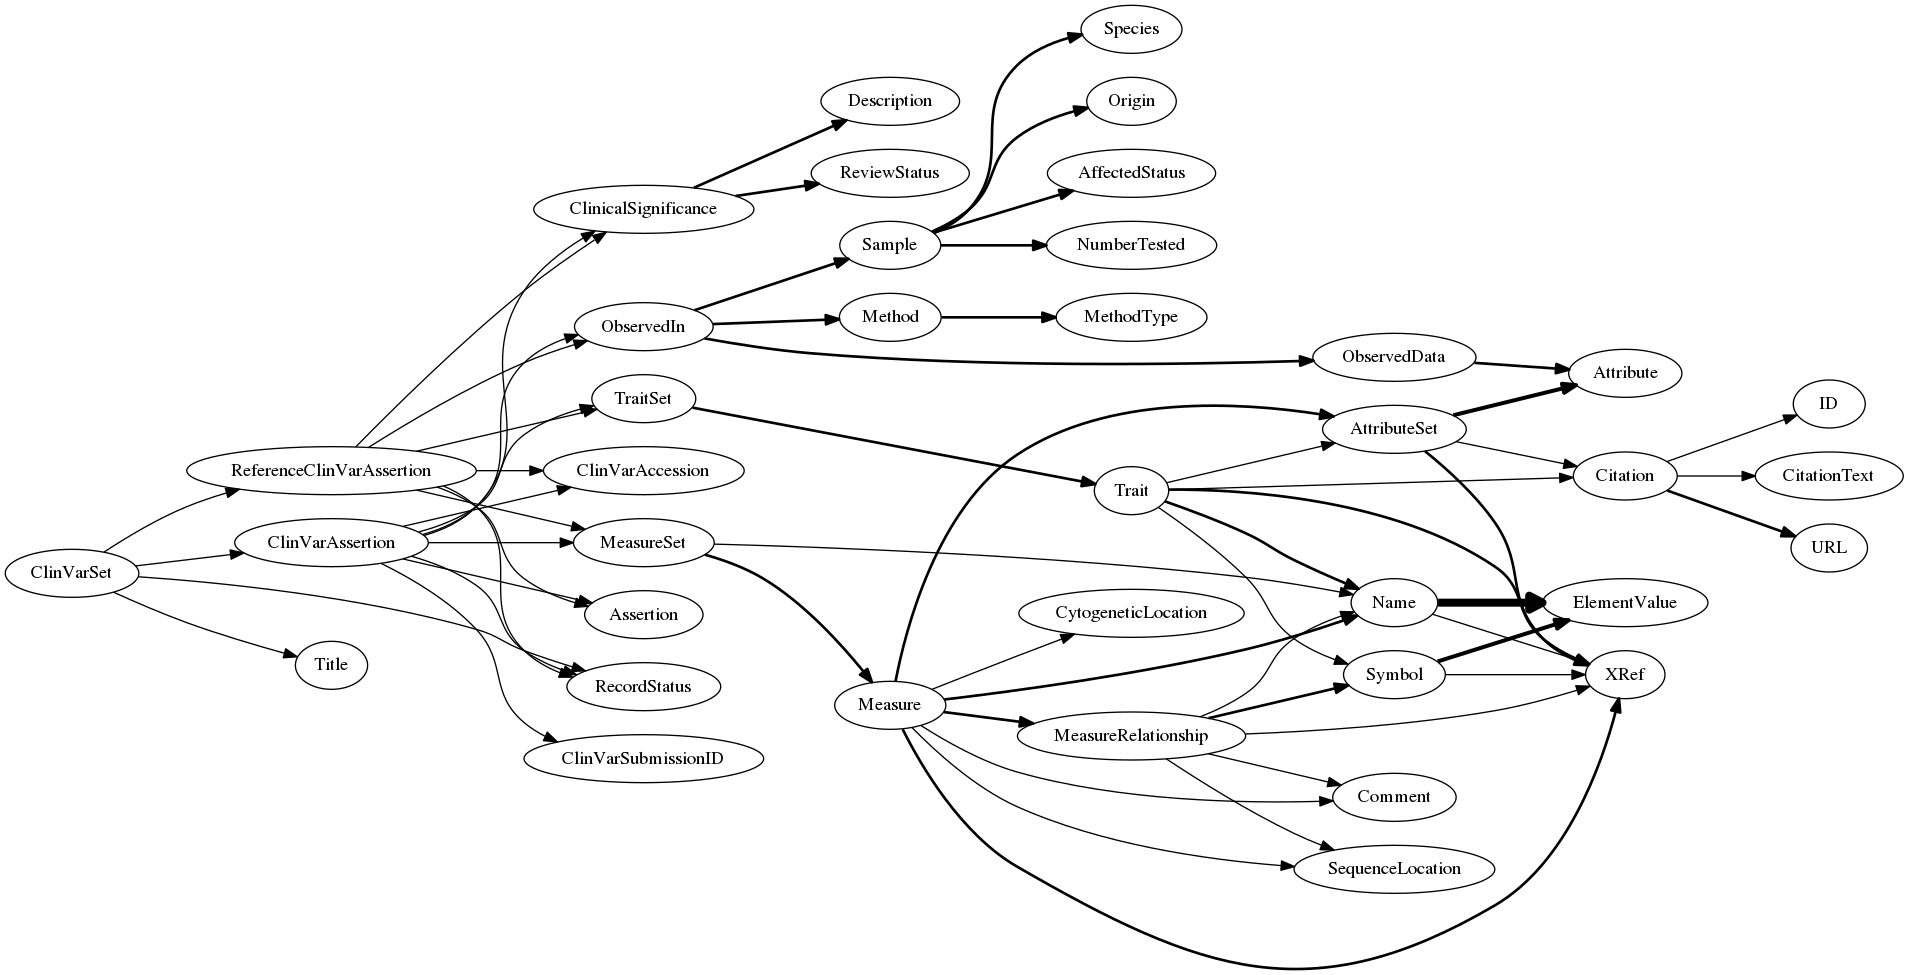 Species
Description
Origin
ReviewStatus
AffectedStatus
ClinicalSignificance
Sample
NumberTested
ObservedIn
Method
MethodType
ObservedData
Attribute
TraitSet
ID
AttributeSet
ReferenceClinVarAssertion
ClinVarAccession
Trait
Citation
CitationText
ClinVarSet
ClinVarAssertion
MeasureSet
URL
Assertion
CytogeneticLocation
Name
ElementValue
Title
RecordStatus
Symbol
XRef
Measure
MeasureRelationship
ClinVarSubmissionID
Comment
SequenceLocation